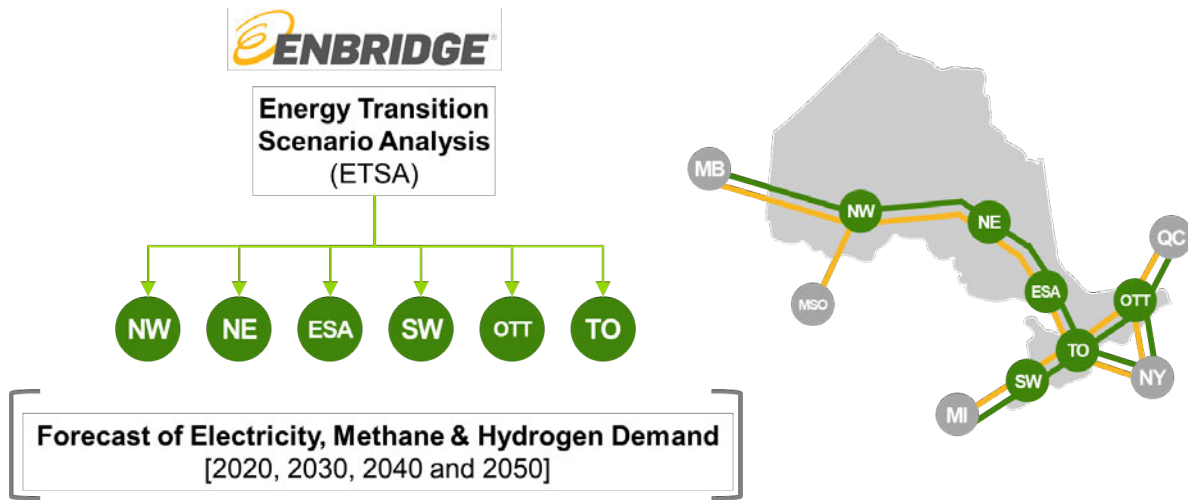 ENBRIDGE®
Energy Transition
Scenario Analysis
(ETSA)
NW NE ESA SW OTT TO
Forecast of Electricity, Methane & Hydrogen Demand
[2020, 2030, 2040 and 2050]
MB
NW
NE
QC
ESA
MSO
OTT
TO
SW
NY
MI